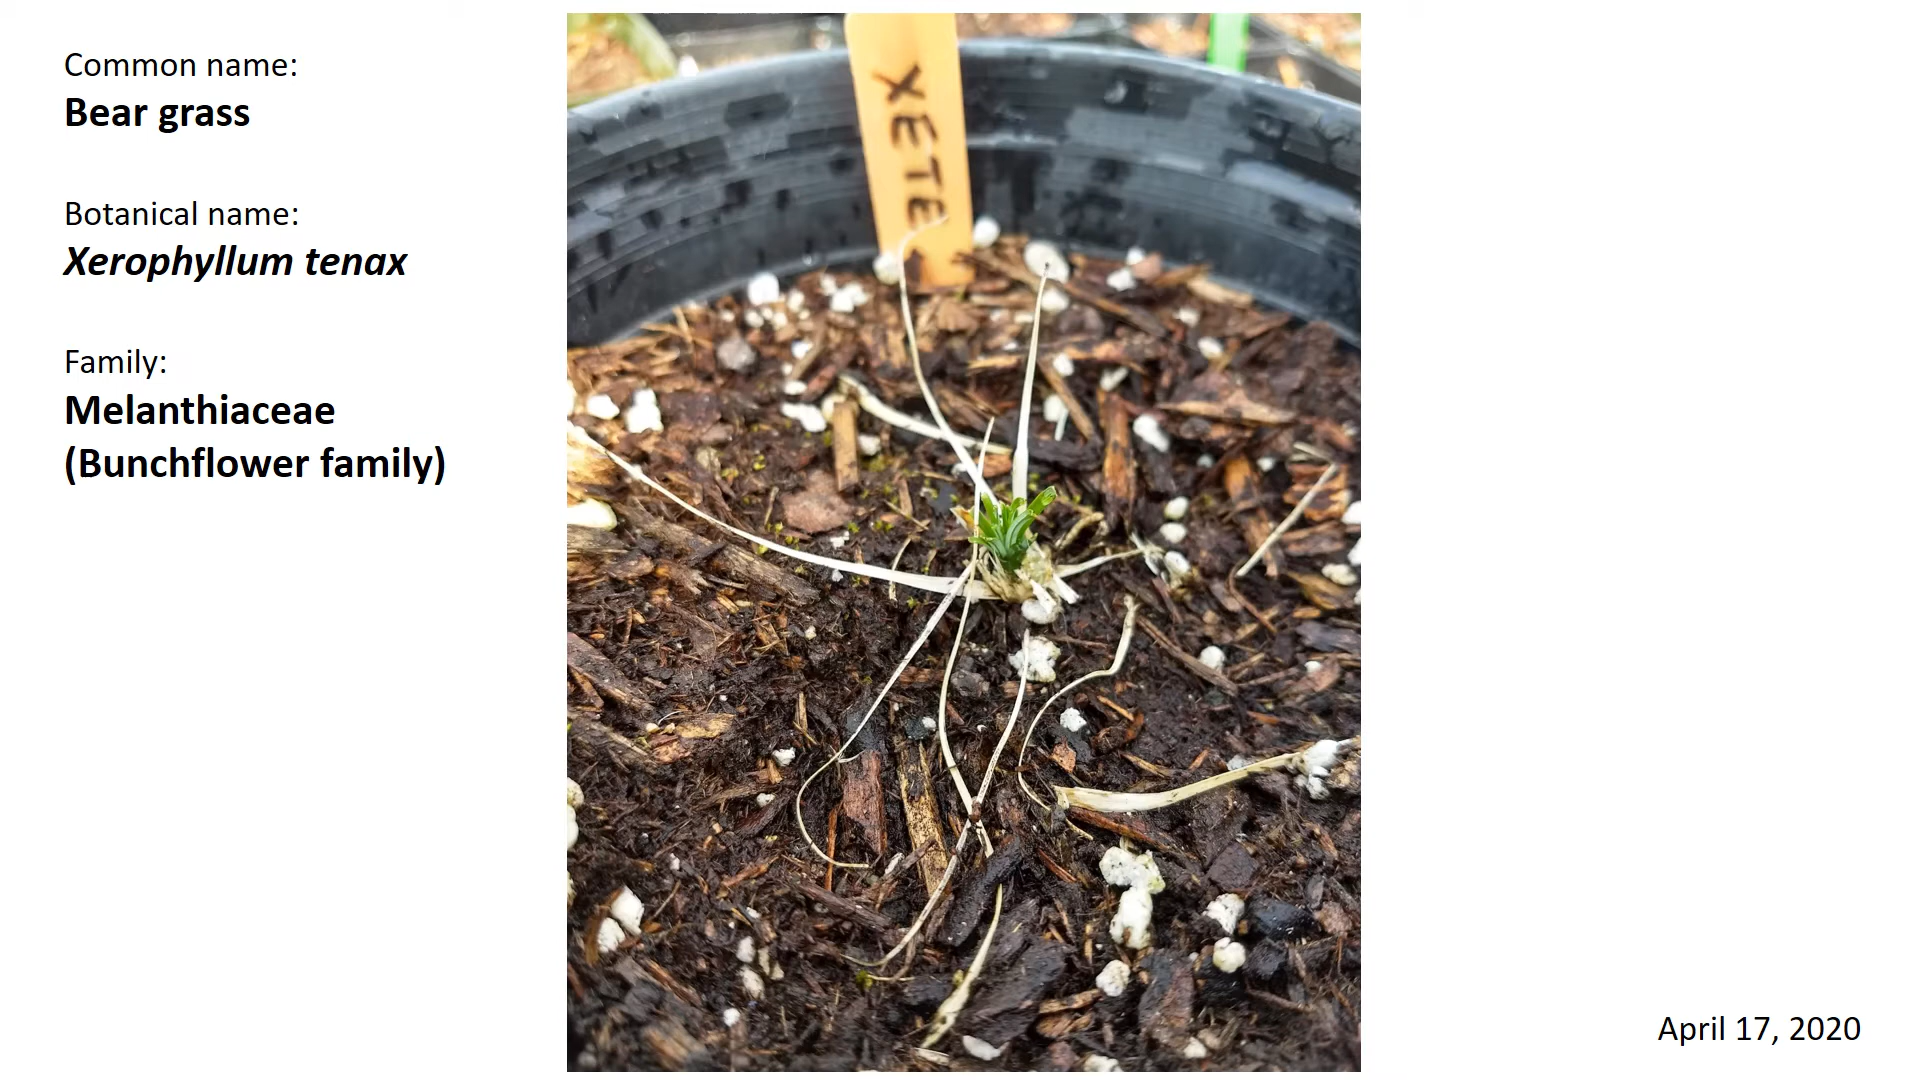 Common name:
Bear grass
Botanical name:
Xerophyllum tenax
Family:
Melanthiaceae
(Bunchflower family)
XETE
April 17, 2020